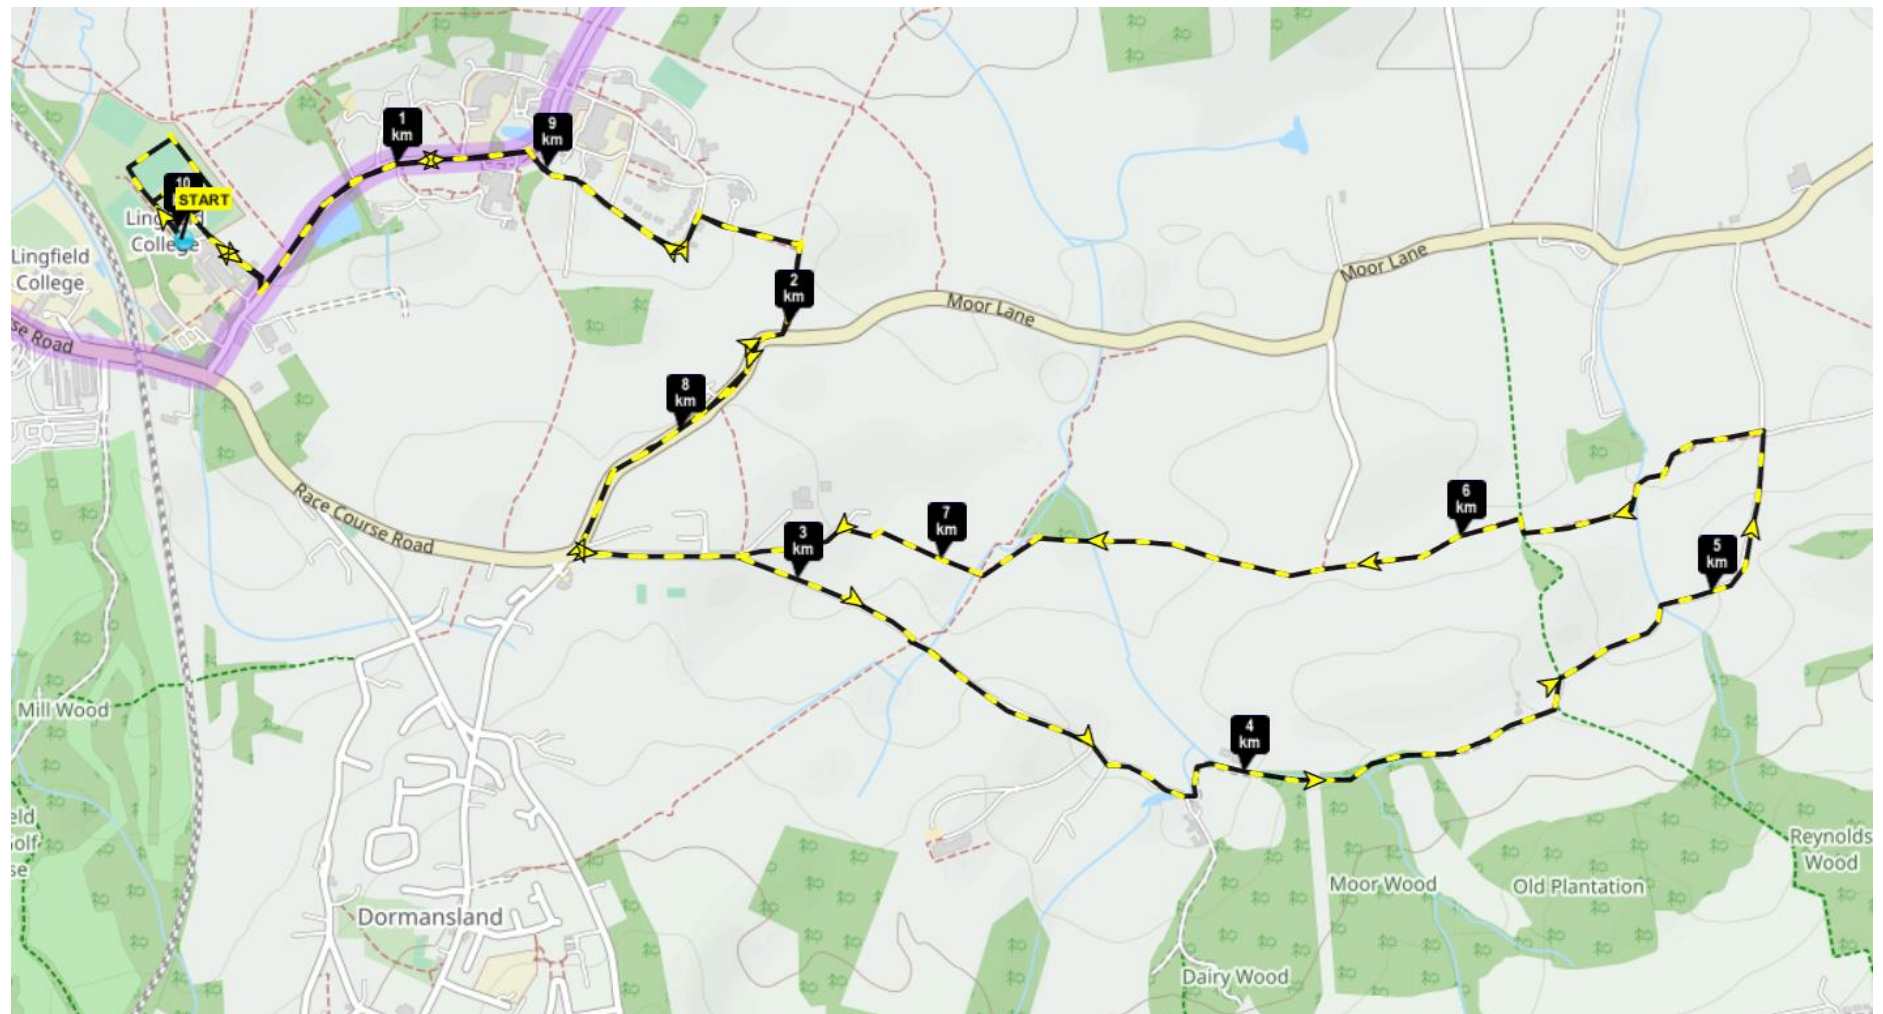 1
km
9
km
10
START
Lingfield
College
Lingfield
College
se Road
2
km
Moor Lane
Moor Lane
8
km
Race Course Road
3
km
7
km
6
km
5
km
4
km
Mill Wood
eld
Golf
se
Dormansland
Moor Wood
Old Plantation
Reynolds
Wood
Dairy Wood